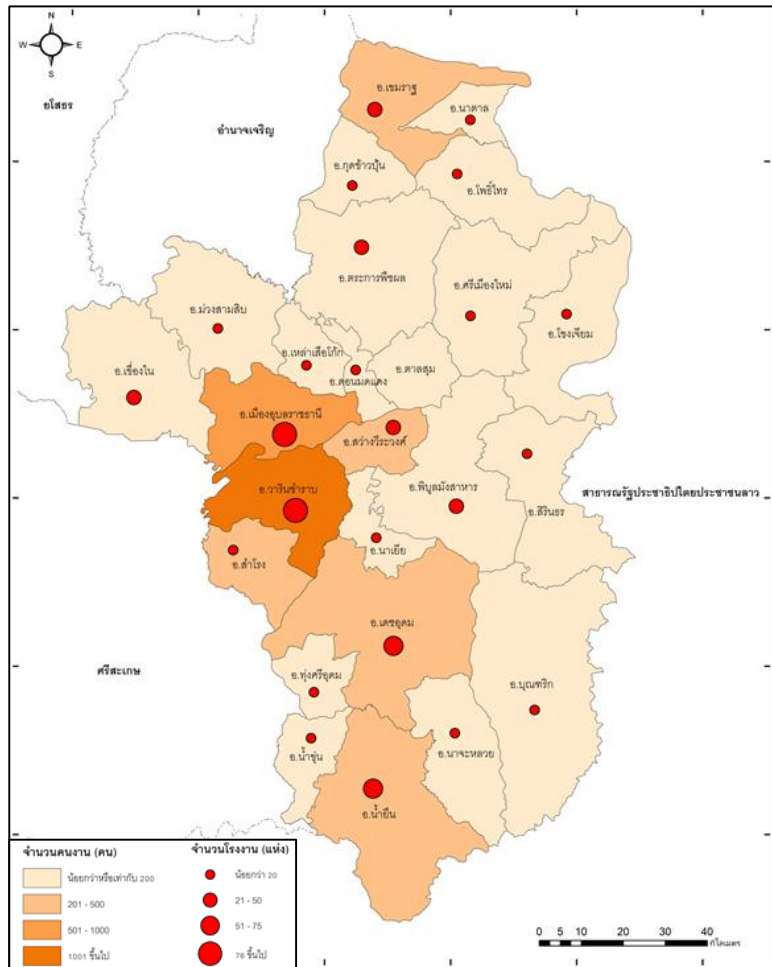 N
W E
S
ยโสธร
อำนาจเจริญ
อ.เขมราฐ
อ.นาตาล
อ.กุดข้าวปุ้น
อ.โพธิ์ไทร
อ.ตระการพืชผล
อ.ศรีเมืองใหม่
อ.โขงเจียม
อ.ม่วงสามสิบ
อ.เหล่าเสือโก้ก
อ.ดอนมดแดง
อ.ตาลสุม
อ.เขื่องใน
อ.เมืองอุบลราชธานี
อ.สว่างวีระวงศ์
อ.วารินชำราบ
อ.พิบูลมังสาหาร
อ.สิรินธร
สาธารณรัฐประชาธิปไตยประชาชนลาว
อ.นาเยีย
อ.สำโรง
อ.เดชอุดม
ศรีสะเกษ
อ.ทุ่งศรีอุดม
อ.บุณฑริก
อ.น้ำขุ่น
อ.นาจะหลวย
อ.น้ำยืน
จำนวนคนงาน (คน)
น้อยกว่าหรือเท่ากับ 200
201 - 500
501 - 1000
1001 ขึ้นไป
จำนวนโรงงาน (แห่ง)
น้อยกว่า 20
21 - 50
51 - 75
76 ขึ้นไป
0 5 10 20 30 40
กิโลเมตร